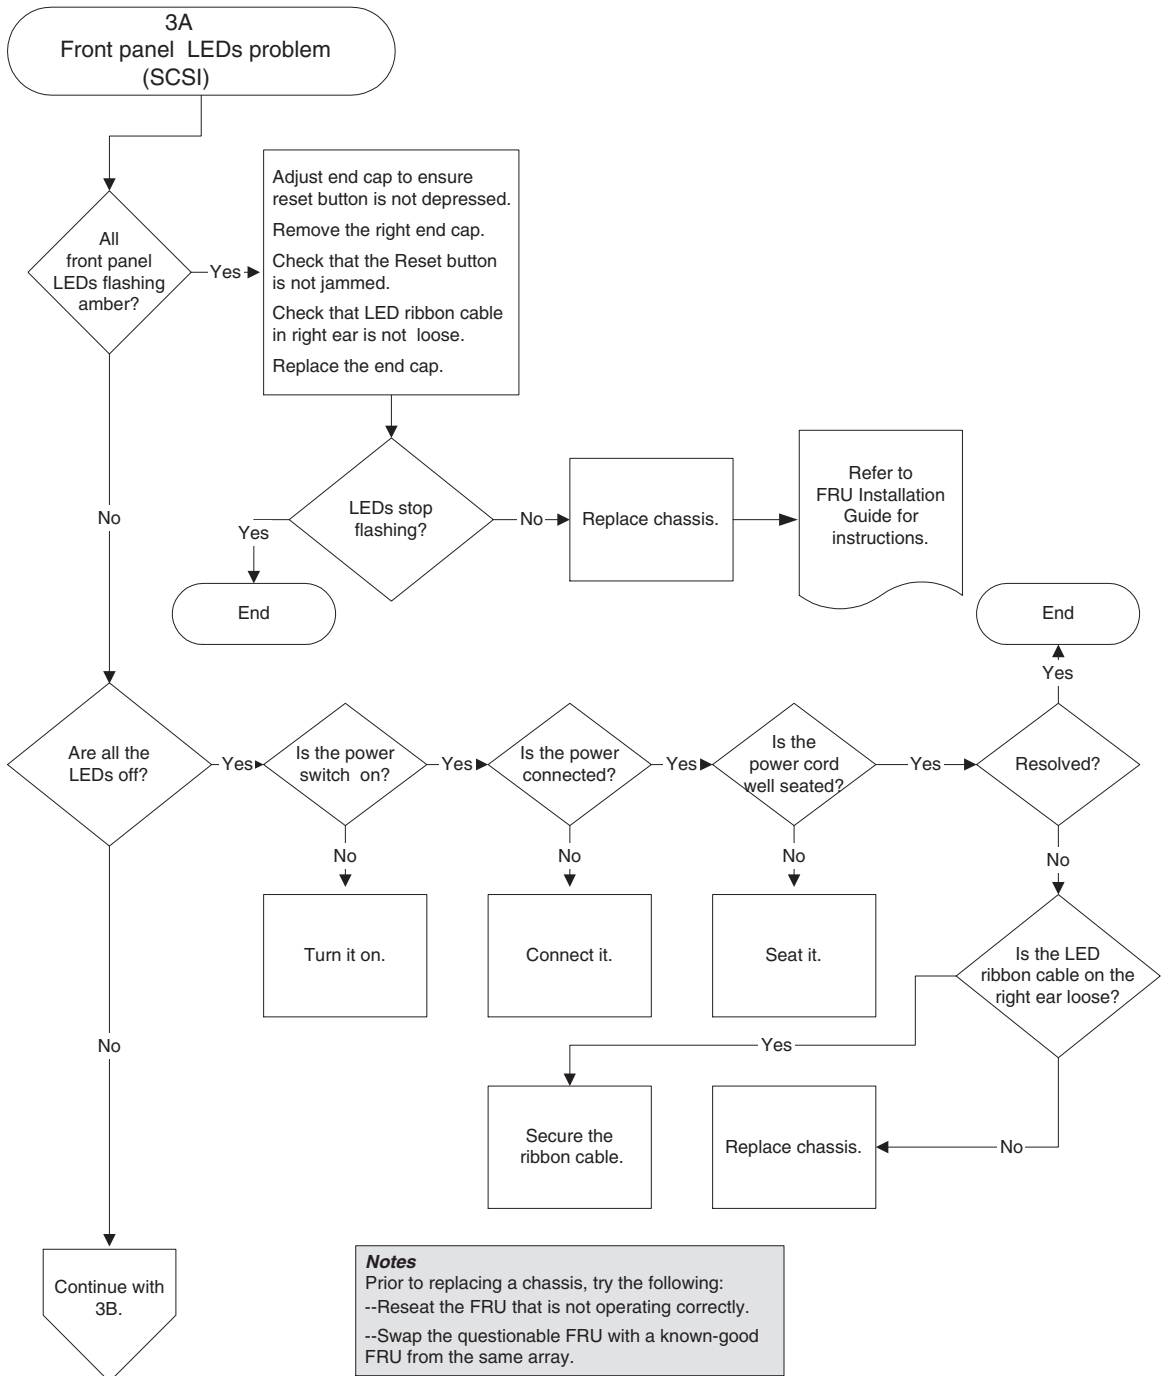 3A
Front panel LEDs problem
(SCSI)
All
front panel
LEDs flashing
amber?
Yes
Adjust end cap to ensure
reset button is not depressed.
Remove the right end cap.
Check that the Reset button
is not jammed.
Check that LED ribbon cable
in right ear is not loose.
Replace the end cap.
No
LEDs stop
flashing?
Yes
End
No
Replace chassis.
Refer to
FRU Installation
Guide for
instructions.
End
Yes
Are all the
LEDs off?
Yes
Is the power
switch on?
Yes
Is the power
connected?
Yes
Is the
power cord
well seated?
Yes
Resolved?
No
Turn it on.
No
Connect it.
No
Seat it.
No
Is the LED
ribbon cable on the
right ear loose?
No
Yes
Secure the
ribbon cable.
Replace chassis.
No
Continue with
3B.
Notes
Prior to replacing a chassis, try the following:
--Reseat the FRU that is not operating correctly.
--Swap the questionable FRU with a known-good
FRU from the same array.